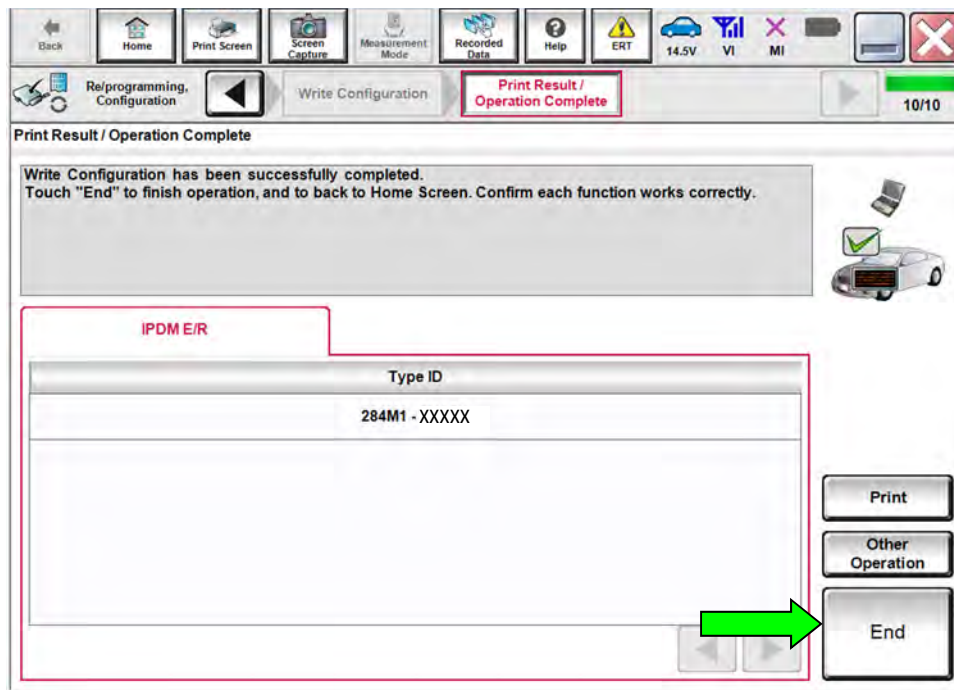 Back
Home
Print Screen
Screen
Capture
Measurement
Mode
Recorded
Data
Help
ERT
14.5V
VI
MI
Re/programming,
Configuration
Write Configuration
Print Result /
Operation Complete
10/10
Print Result / Operation Complete
Write Configuration has been successfully completed.
Touch "End" to finish operation, and to back to Home Screen. Confirm each function works correctly.
IPDM E/R
Type ID
284M1 - XXXXX
Print
Other
Operation
End